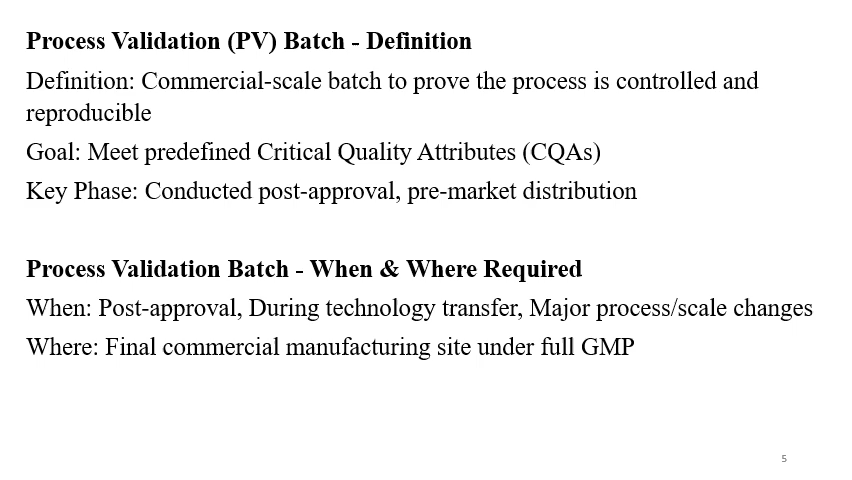 Process Validation (PV) Batch - Definition
Definition: Commercial-scale batch to prove the process is controlled and
reproducible
Goal: Meet predefined Critical Quality Attributes (CQAs)
Key Phase: Conducted post-approval, pre-market distribution
Process Validation Batch - When & Where Required
When: Post-approval, During technology transfer, Major process/scale changes
Where: Final commercial manufacturing site under full GMP
5